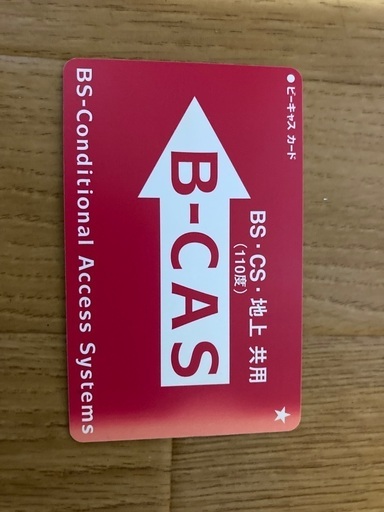 ●ビーキャス カード
BS・CS・地上 共用
(110度)
B-CAS
BS-Conditional Access Systems